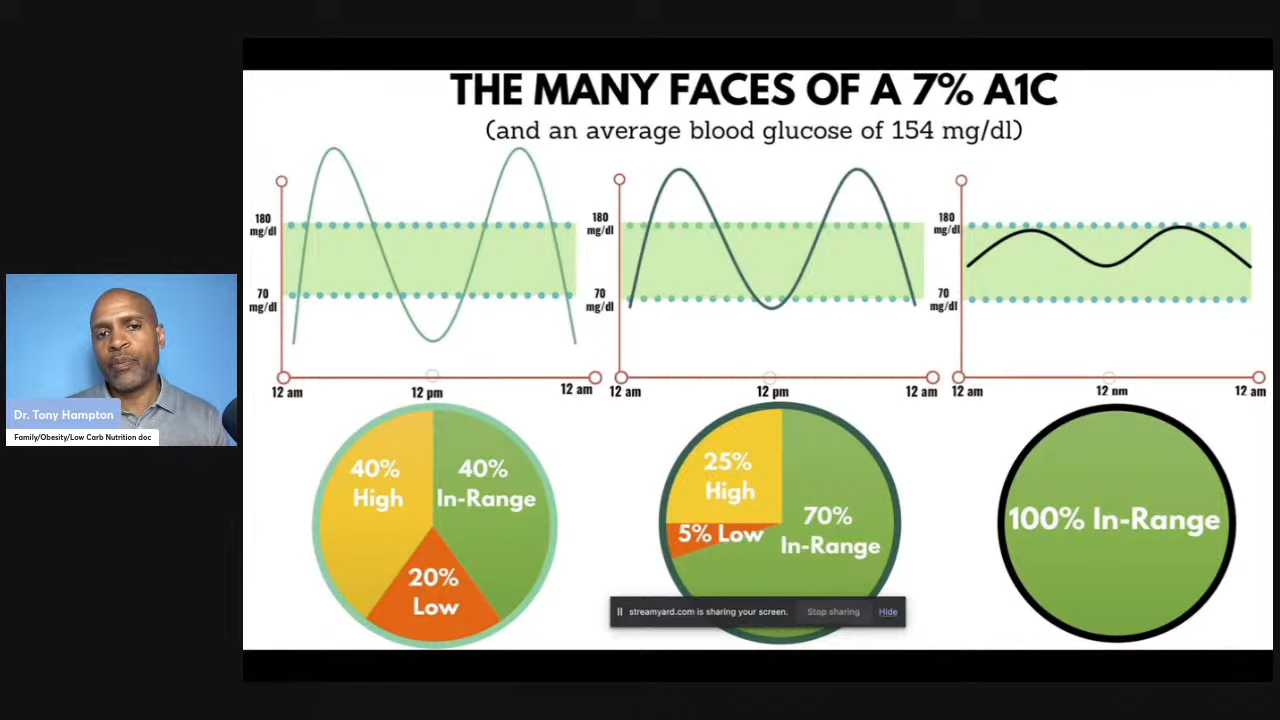 THE MANY FACES OF A 7% A1C
(and an average blood glucose of 154 mg/dl)
180
mg/dl
70
mg/dl
12 am
12 pm
12 am
180
mg/dl
70
mg/dl
12 am
12 pm
12 am
180
mg/dl
70
mg/dl
12 am
12 pm
12 am
40%
High
40%
In-Range
20%
Low
25%
High
5% Low
70%
In-Range
100% In-Range
streamyard.com is sharing your screen.
Stop sharing
Hide
Dr. Tony Hampton
Family/Obesity/Low Carb Nutrition doc